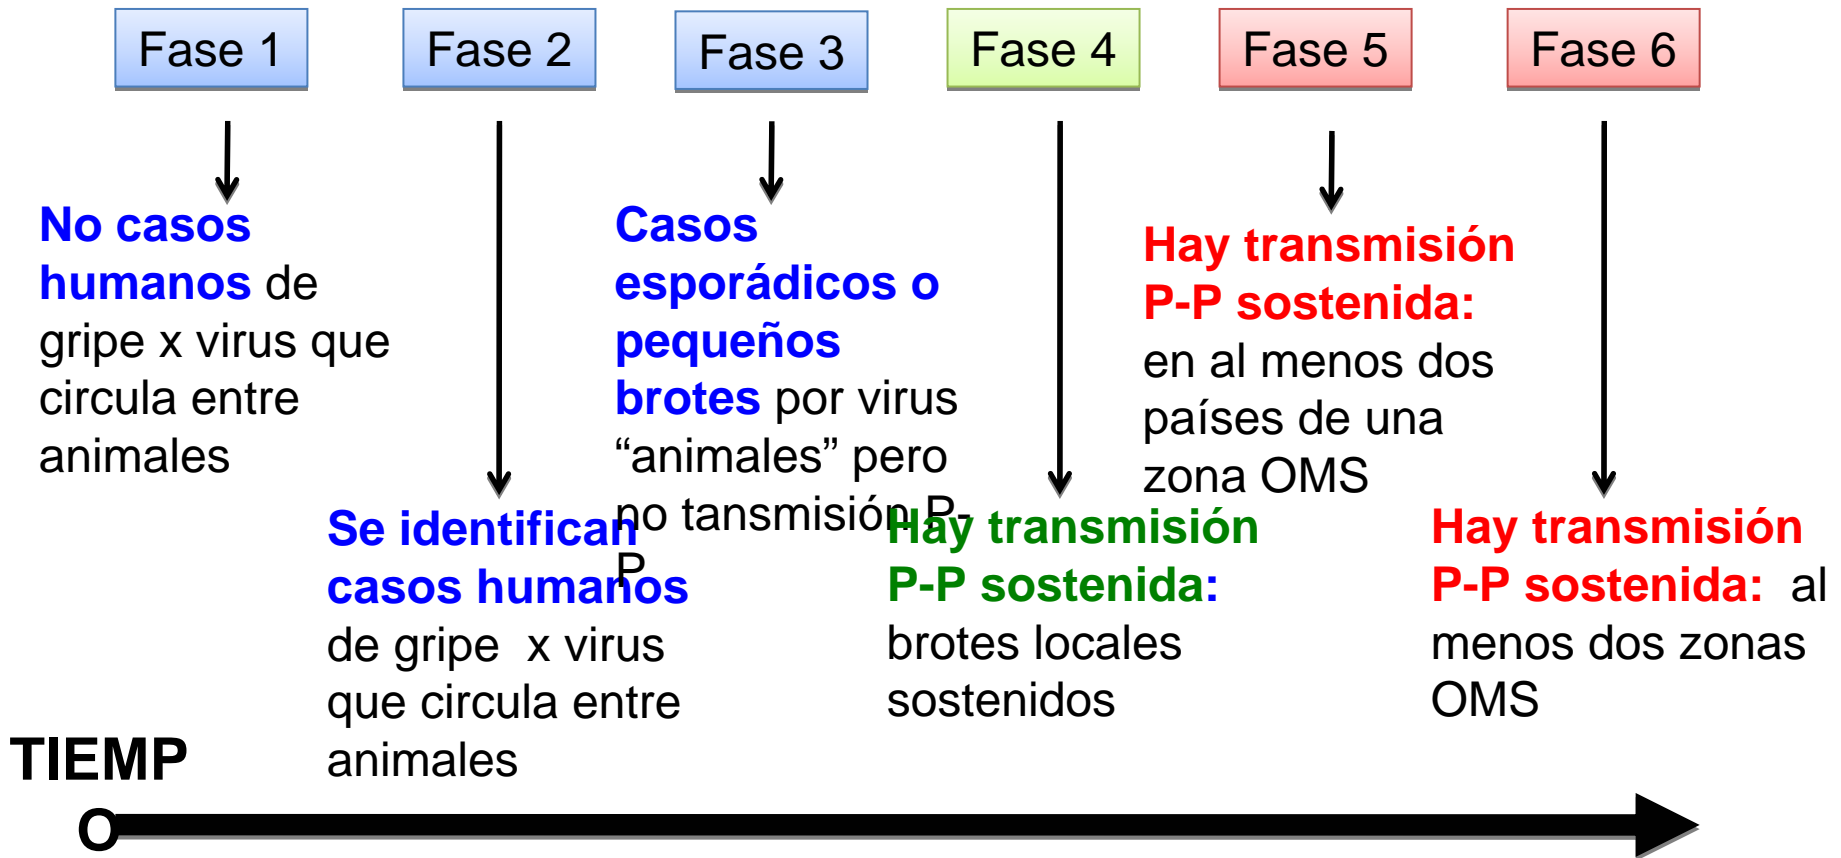 Fase 1
Fase 2
Fase 3
Fase 4
Fase 5
Fase 6
No casos
humanos de
gripe x virus que
circula entre
animales
Se identifican
casos humanos
de gripe x virus
que circula entre
animales
Casos
esporádicos o
pequeños
brotes por virus
“animales” pero
no tansmisión P-
P
Hay transmisión
P-P sostenida:
brotes locales
sostenidos
Hay transmisión
P-P sostenida:
en al menos dos
países de una
zona OMS
Hay transmisión
P-P sostenida: al
menos dos zonas
OMS
TIEMP
O